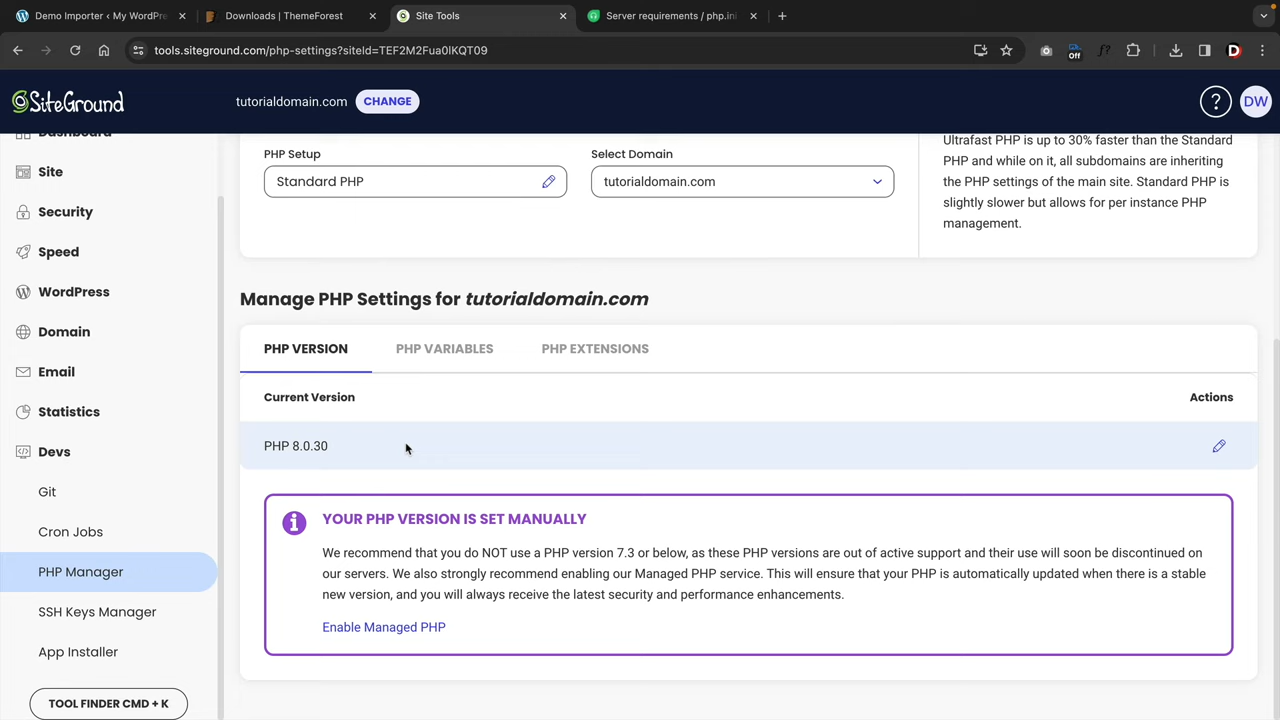 Demo Importer ‹ My WordPre
Downloads | ThemeForest
Site Tools
Server requirements / php.ini
tools.siteground.com/php-settings?siteId=TEF2M2Fua0lKQT09
Off
f?
D
SiteGround
tutorialdomain.com
CHANGE
?
DW
Dashboard
Site
Security
Speed
WordPress
Domain
Email
Statistics
Devs
Git
Cron Jobs
PHP Manager
SSH Keys Manager
App Installer
TOOL FINDER CMD + K
PHP Setup
Standard PHP
Select Domain
tutorialdomain.com
Ultrafast PHP is up to 30% faster than the Standard
PHP and while on it, all subdomains are inheriting
the PHP settings of the main site. Standard PHP is
slightly slower but allows for per instance PHP
management.
Manage PHP Settings for tutorialdomain.com
PHP VERSION
PHP VARIABLES
PHP EXTENSIONS
Current Version
Actions
PHP 8.0.30
YOUR PHP VERSION IS SET MANUALLY
We recommend that you do NOT use a PHP version 7.3 or below, as these PHP versions are out of active support and their use will soon be discontinued on
our servers. We also strongly recommend enabling our Managed PHP service. This will ensure that your PHP is automatically updated when there is a stable
new version, and you will always receive the latest security and performance enhancements.
Enable Managed PHP